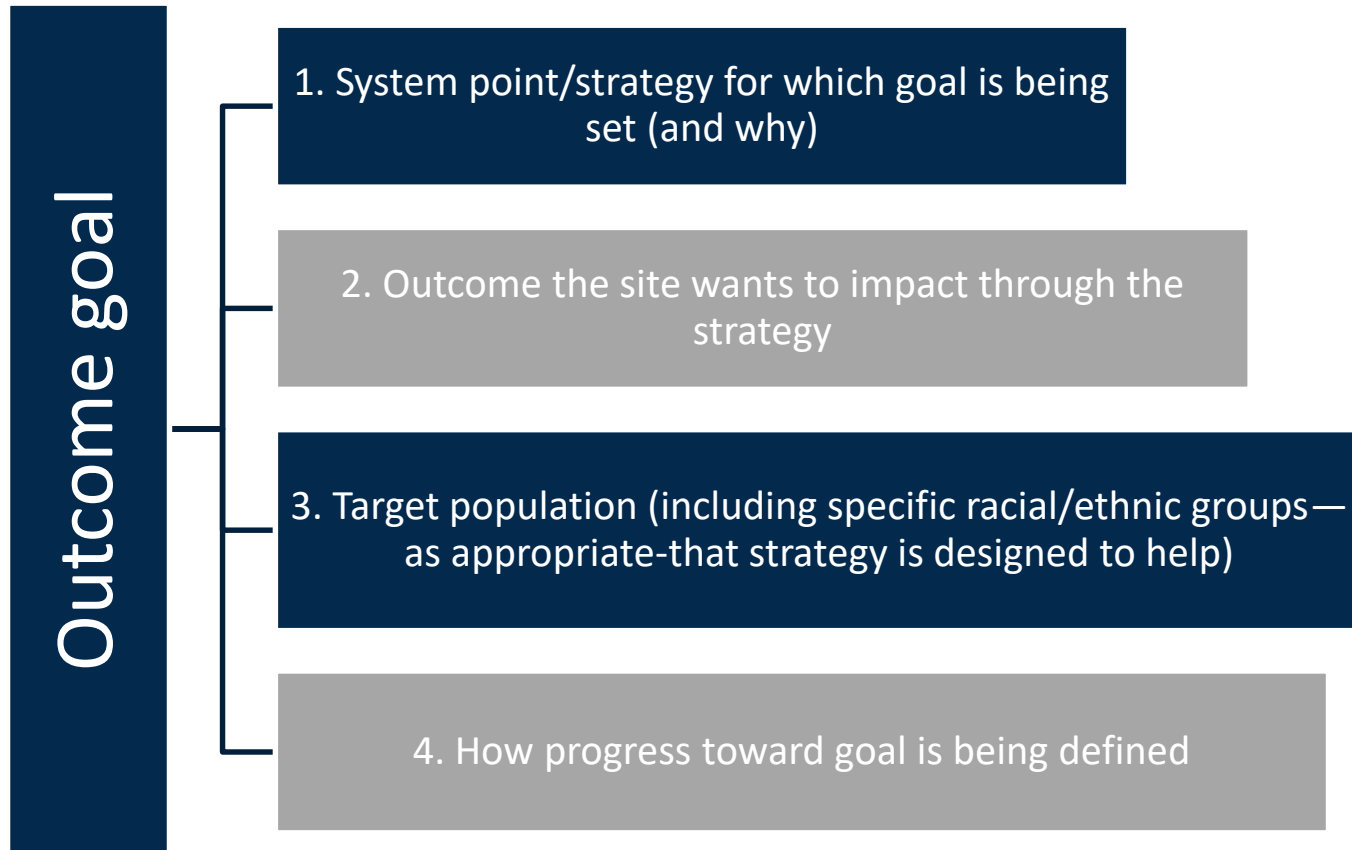 Outcome goal
1. System point/strategy for which goal is being
set (and why)
2. Outcome the site wants to impact through the
strategy
3. Target population (including specific racial/ethnic groups—
as appropriate-that strategy is designed to help)
4. How progress toward goal is being defined